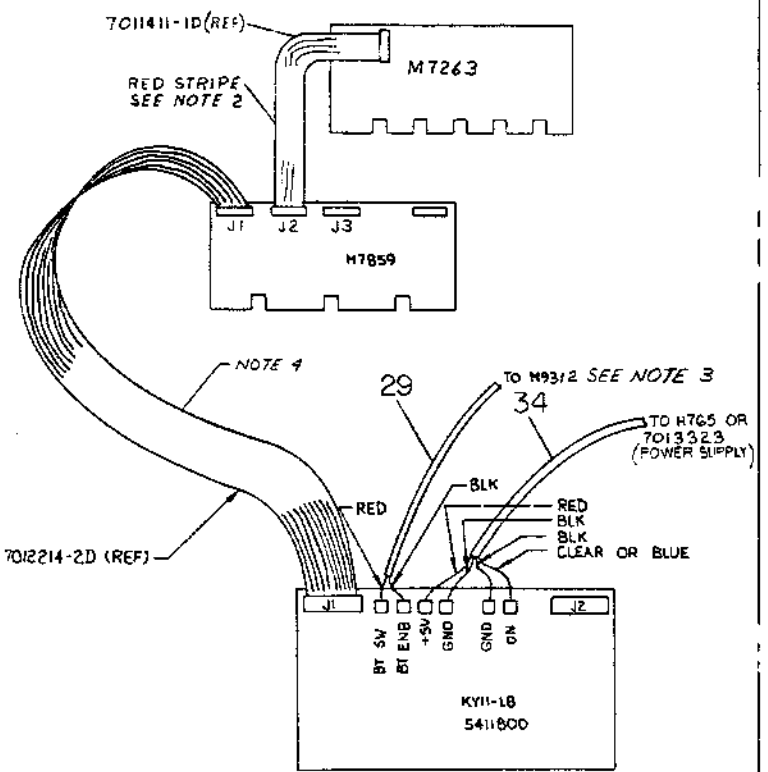 7011411-1D(REF)
M7263
RED STRIPE
SEE NOTE 2
J1 J2 J3
M7859
NOTE 4
29
TO M9312 SEE NOTE 3
34
TO H765 OR
7013323
(POWER SUPPLY)
BLK
RED
RED
BLK
BLK
CLEAR OR BLUE
7012214-2D (REF)
J1
J2
BT SW
BT ENB
+5V
GND
GND
ON
KY11-LB
5411800